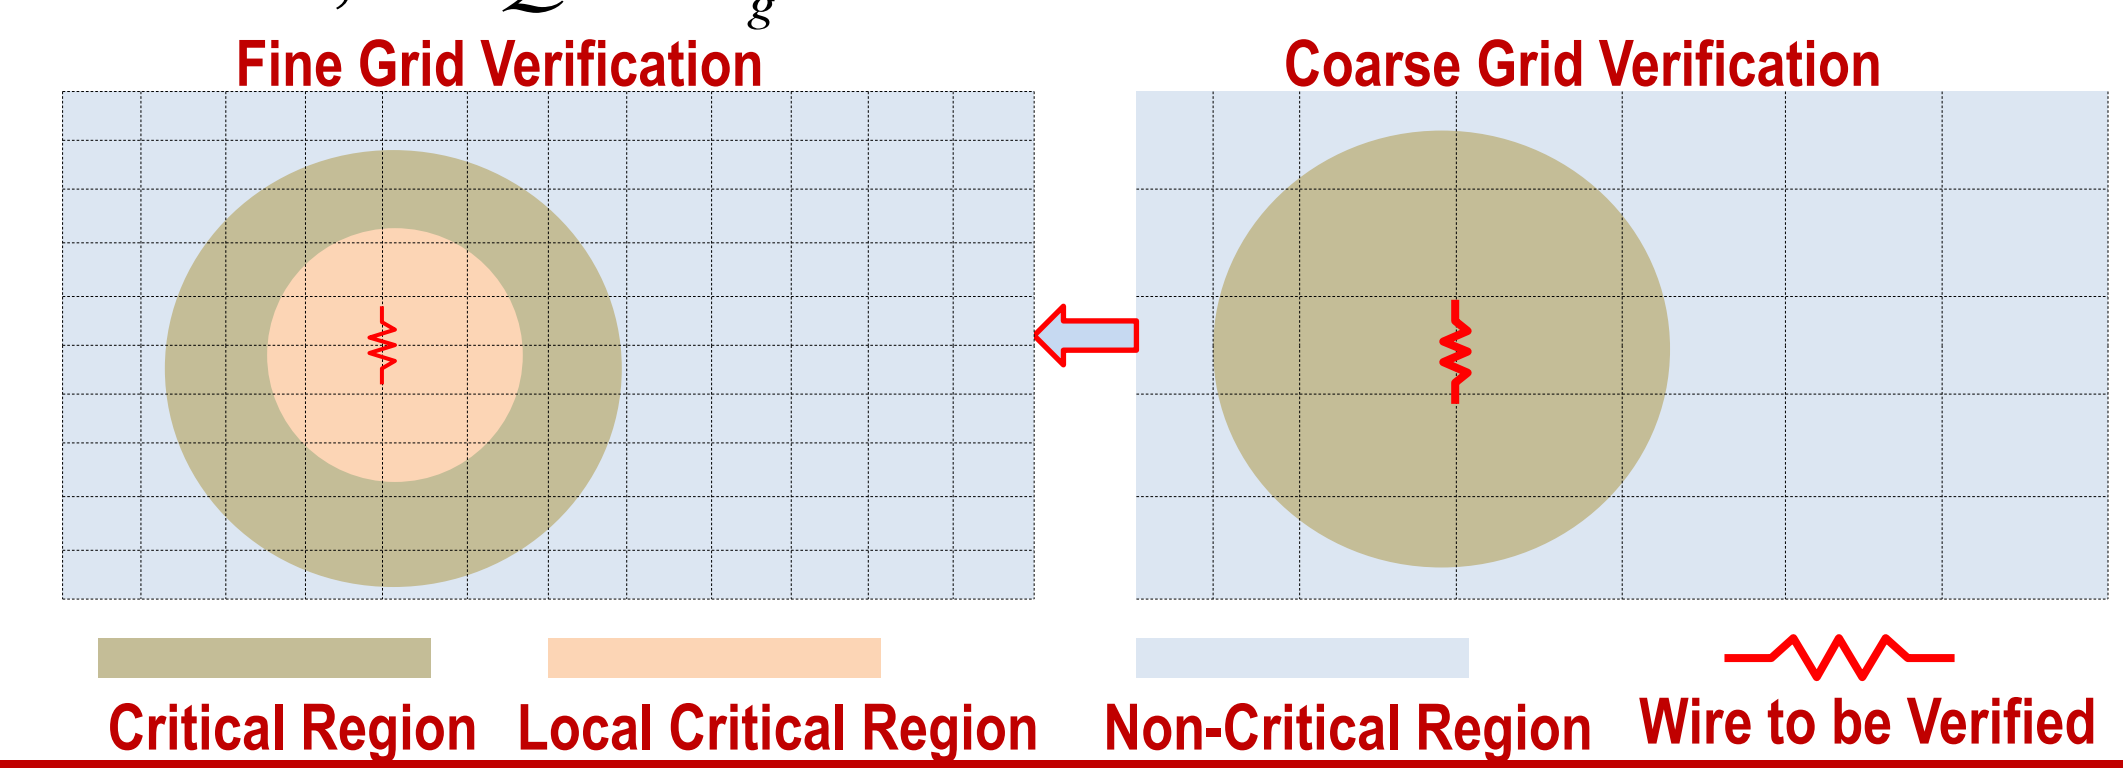 g
Fine Grid Verification
Coarse Grid Verification
Critical Region
Local Critical Region
Non-Critical Region
Wire to be Verified